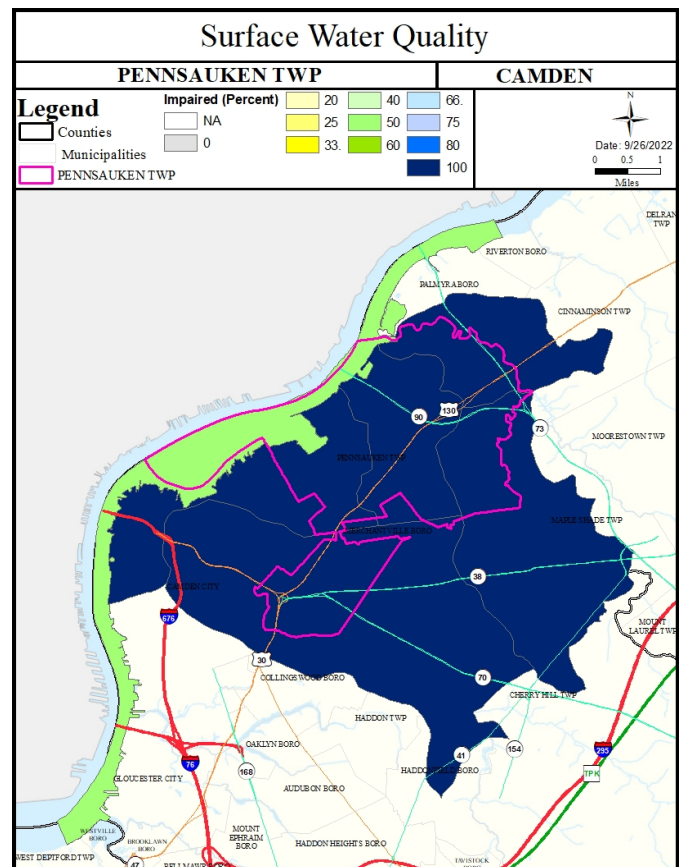 Surface Water Quality
PENNSAUKEN TWP
CAMDEN
Legend
Counties
Municipalities
PENNSAUKEN TWP
Impaired (Percent)
NA
0
20
25
33.
40
50
60
66.
75
80
100
N
Date: 9/26/2022
0 0.5 1
Miles
DELRAN
TWP
RIVERTON BORO
PALMYRA BORO
CINNAMINSON TWP
90
130
73
MOORESTOWN TWP
PENNSAUKEN TWP
MAPLE SHADE TWP
MERCHANTVILLE BORO
38
CAMDEN CITY
676
MOUNT
LAUREL TWP
30
COLLINGSWOOD BORO
70
CHERRY HILL TWP
HADDON TWP
OAKLYN BORO
41
154
295
76
168
HADDONFIELD BORO
TPK
GLOUCESTER CITY
AUDUBON BORO
WESTVILLE
BORO
BROOKLAWN
BORO
MOUNT
EPHRAIM
BORO
HADDON HEIGHTS BORO
WEST DEPTFORD TWP
47
TAVISTOCK